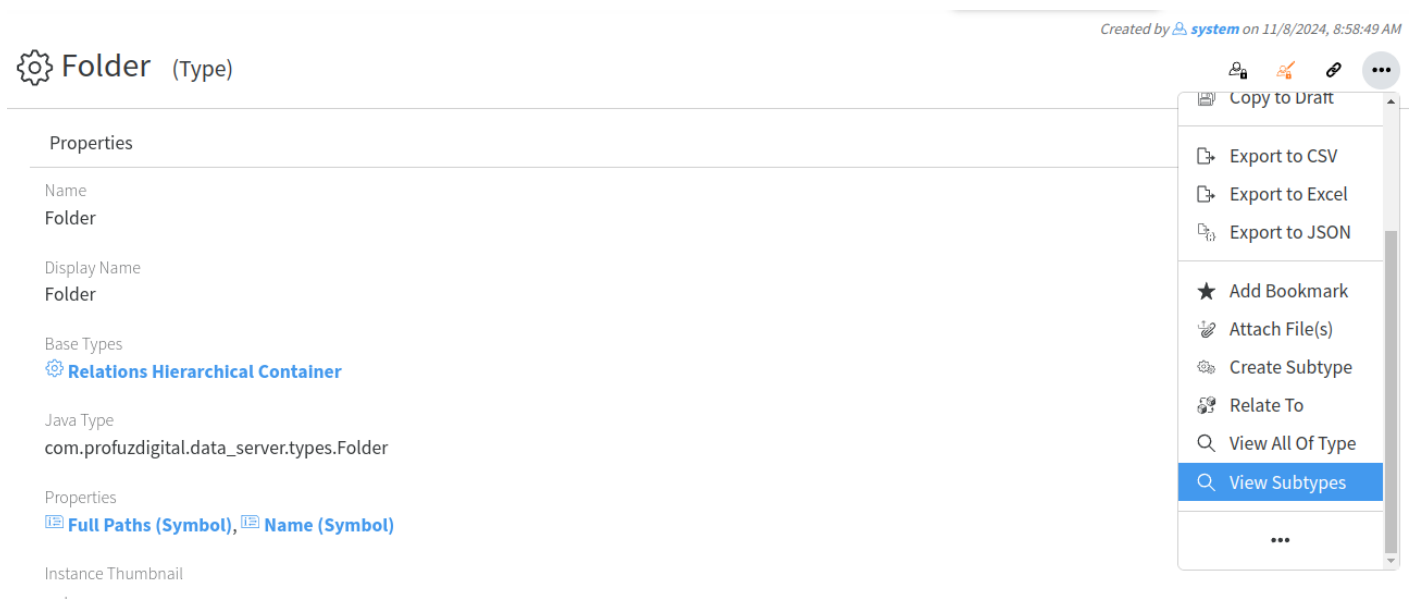 Created by system on 11/8/2024, 8:58:49 AM
Folder (Type)
Properties
Name
Folder
Display Name
Folder
Base Types
Relations Hierarchical Container
Java Type
com.profuzdigital.data_server.types.Folder
Properties
Full Paths (Symbol), Name (Symbol)
Instance Thumbnail
Copy to Draft
Export to CSV
Export to Excel
Export to JSON
Add Bookmark
Attach File(s)
Create Subtype
Relate To
View All Of Type
View Subtypes